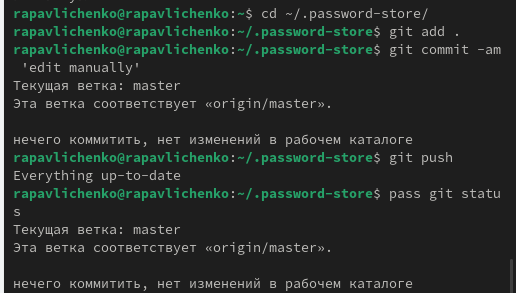 rapavlichenko@rapavlichenko:~$ cd ~/.password-store/
rapavlichenko@rapavlichenko:~/.password-store$ git add .
rapavlichenko@rapavlichenko:~/.password-store$ git commit -am
 'edit manually'
Текущая ветка: master
Эта ветка соответствует «origin/master».

нечего коммитить, нет изменений в рабочем каталоге
rapavlichenko@rapavlichenko:~/.password-store$ git push
Everything up-to-date
rapavlichenko@rapavlichenko:~/.password-store$ pass git statu
s
Текущая ветка: master
Эта ветка соответствует «origin/master».

нечего коммитить, нет изменений в рабочем каталоге